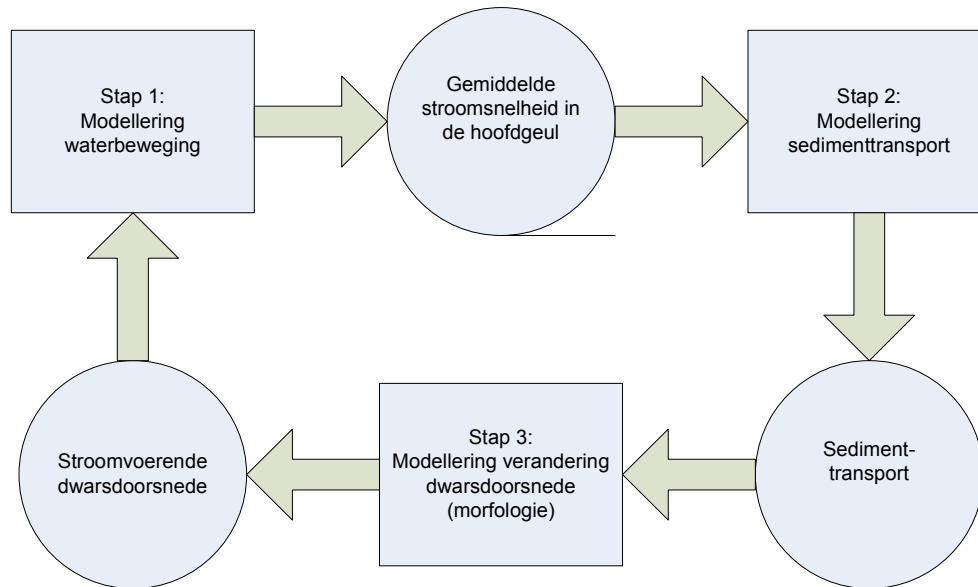 Stap 1:
Modellering
waterbeweging
Gemiddelde
stroomsnelheid in
de hoofdgeul
Stap 2:
Modellering
sedimenttransport
Sediment-
transport
Stap 3:
Modellering verandering
dwarsdoorsnede
(morfologie)
Stroomvoerende
dwarsdoorsnede